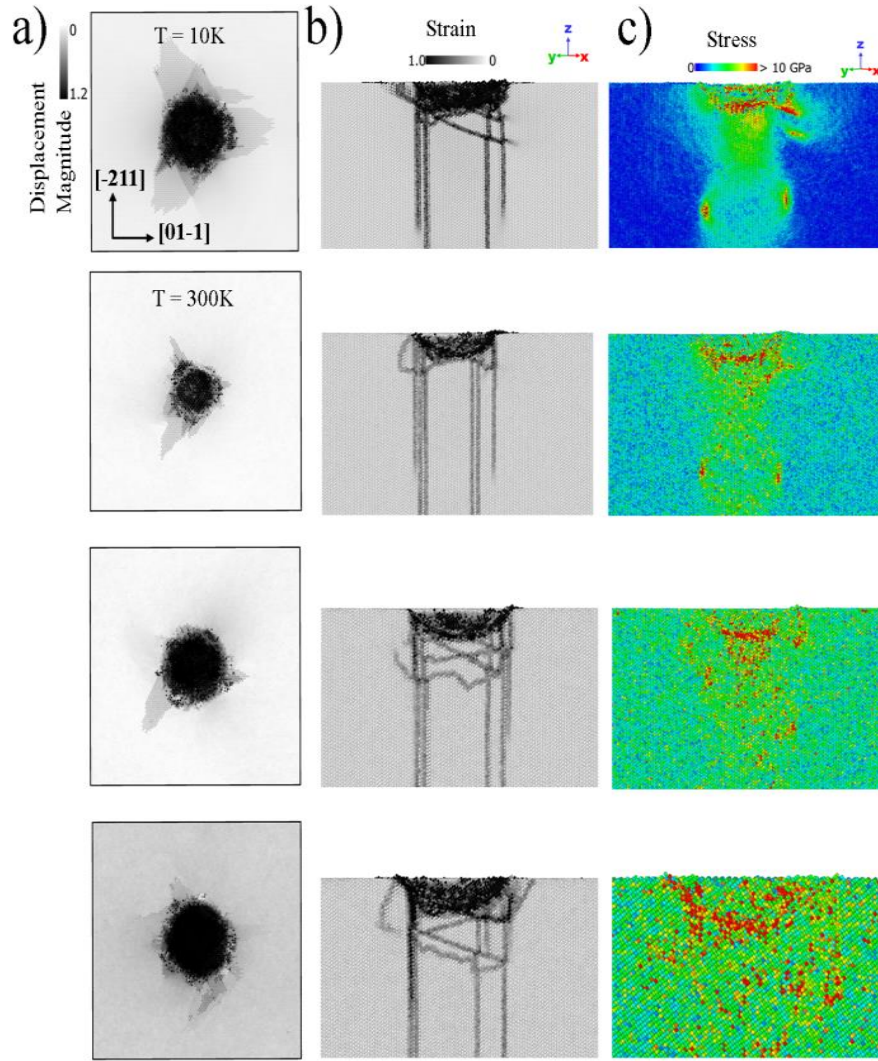 a)
0
1.2
Displacement
Magnitude
T = 10K
[-211]
[01-1]
b)
Strain
1.0
0
z
y
x
c)
Stress
0
> 10 GPa
z
y
x
T = 300K